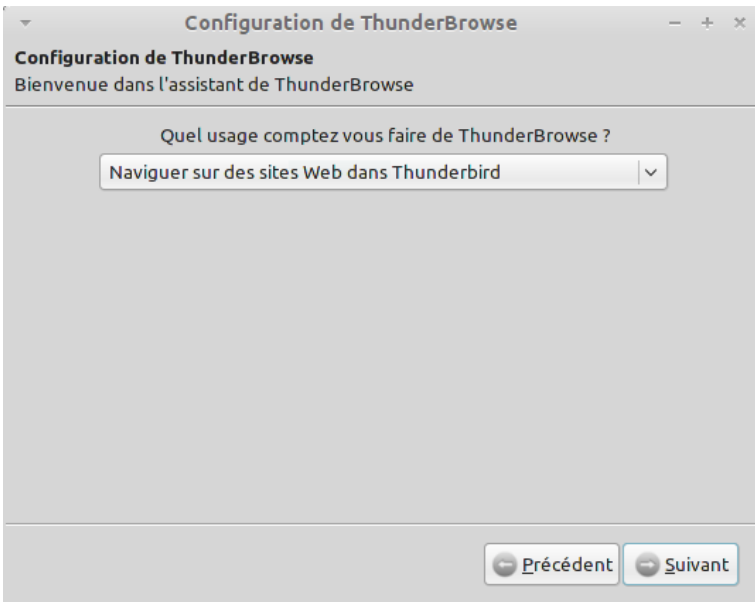 Configuration de ThunderBrowse
Configuration de ThunderBrowse
Bienvenue dans l'assistant de ThunderBrowse
Quel usage comptez vous faire de ThunderBrowse ?
Naviguer sur des sites Web dans Thunderbird
Précédent
Suivant